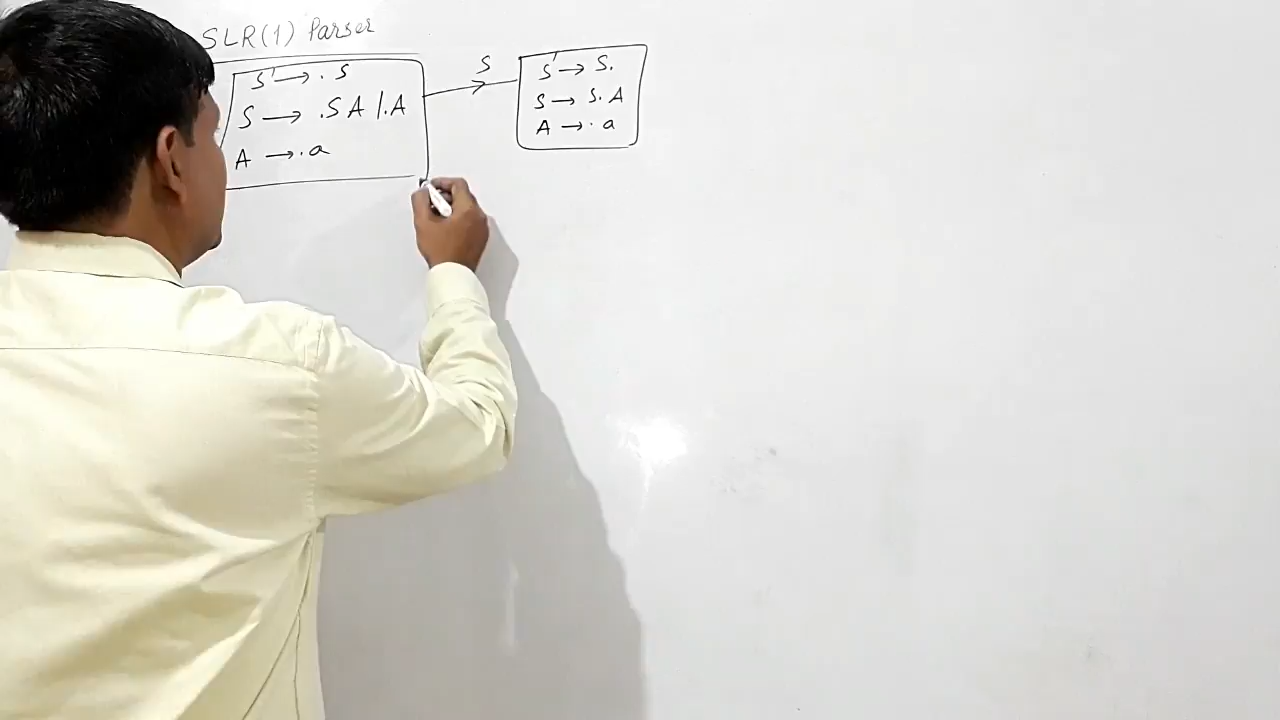 SLR(1) Parser
S' → .S
S → .SA | .A
A → .a
S
S' → S.
S → S.A
A → .a